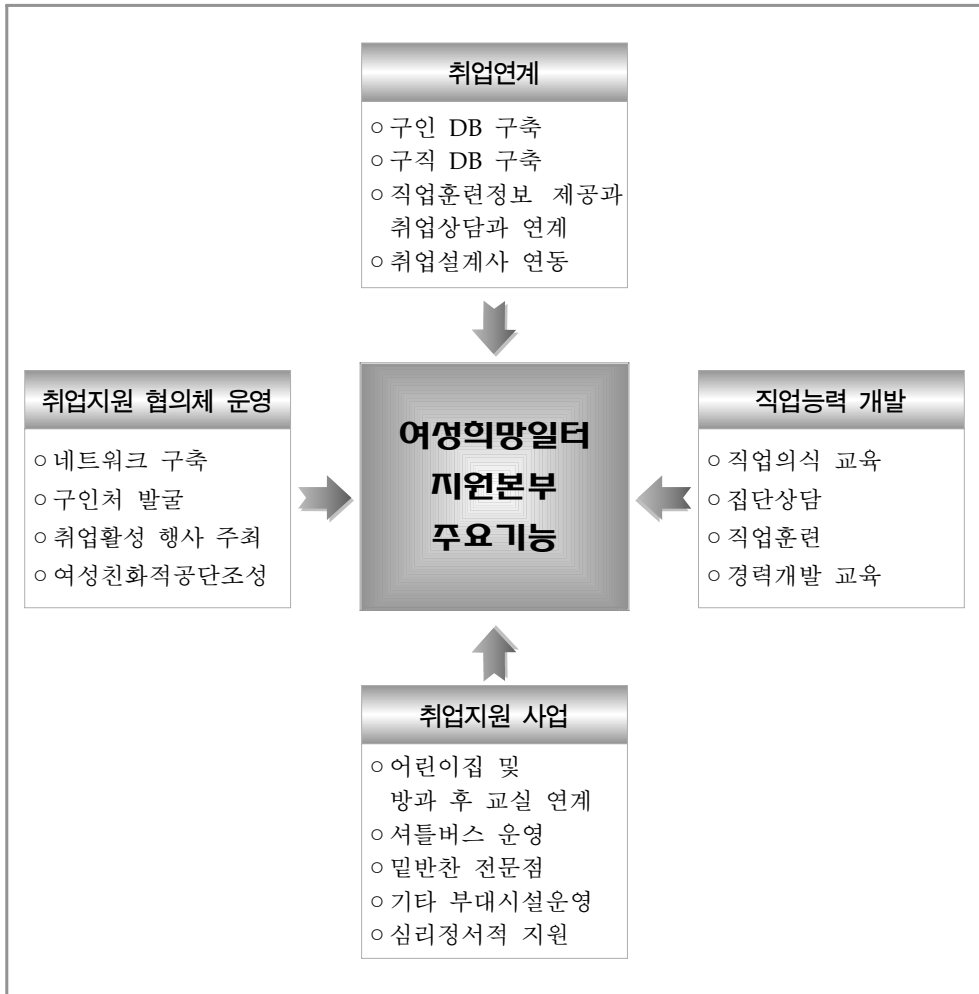 취업연계
○ 구인 DB 구축
○ 구직 DB 구축
○ 직업훈련정보 제공과
취업상담과 연계
○ 취업설계사 연동
취업지원 협의체 운영
○ 네트워크 구축
○ 구인처 발굴
○ 취업활성 행사 주최
○ 여성친화적공단조성
여성희망일터
지원본부
주요기능
직업능력 개발
○ 직업의식 교육
○ 집단상담
○ 직업훈련
○ 경력개발 교육
취업지원 사업
○ 어린이집 및
방과 후 교실 연계
○ 셔틀버스 운영
○ 밑반찬 전문점
○ 기타 부대시설운영
○ 심리정서적 지원